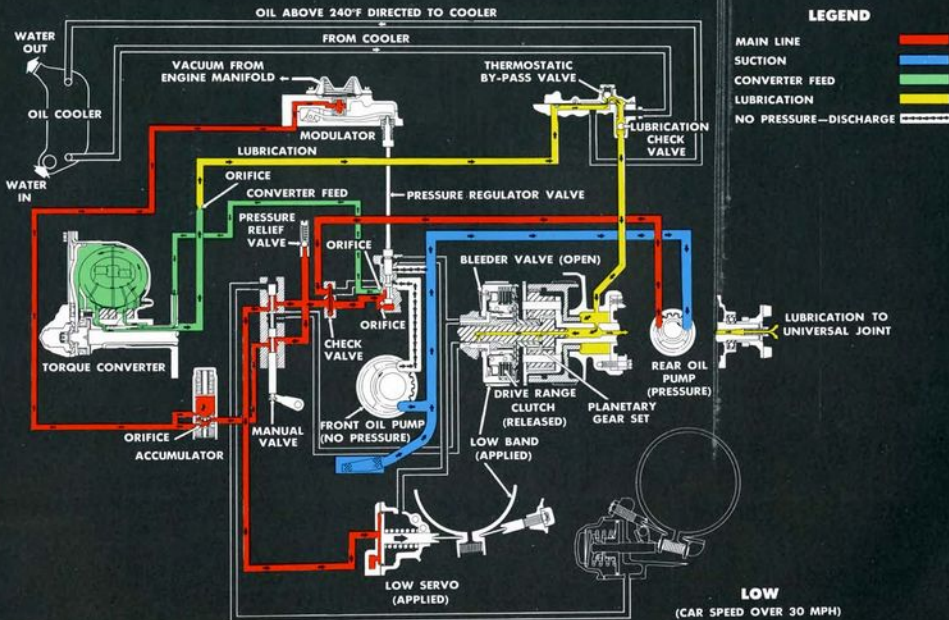 OIL ABOVE 240°F DIRECTED TO COOLER
LEGEND
WATER
OUT
FROM COOLER
MAIN LINE
SUCTION
CONVERTER FEED
LUBRICATION
NO PRESSURE—DISCHARGE
VACUUM FROM
ENGINE MANIFOLD
THERMOSTATIC
BY-PASS VALVE
OIL COOLER
MODULATOR
LUBRICATION
CHECK
VALVE
LUBRICATION
WATER
IN
ORIFICE
CONVERTER FEED
PRESSURE REGULATOR VALVE
PRESSURE
RELIEF
VALVE
ORIFICE
BLEEDER VALVE (OPEN)
ORIFICE
LUBRICATION TO
UNIVERSAL JOINT
CHECK
VALVE
TORQUE CONVERTER
REAR OIL
PUMP
(PRESSURE)
DRIVE RANGE
CLUTCH
(RELEASED)
PLANETARY
GEAR SET
ORIFICE
ACCUMULATOR
MANUAL
VALVE
FRONT OIL PUMP
(NO PRESSURE)
LOW BAND
(APPLIED)
LOW SERVO
(APPLIED)
LOW
(CAR SPEED OVER 30 MPH)